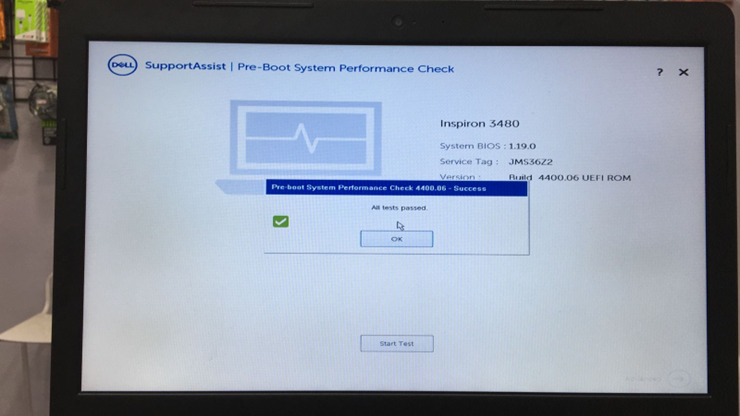 DELL SupportAssist | Pre-Boot System Performance Check
? X
Inspiron 3480
System BIOS : 1.19.0
Service Tag : JMS36Z2
Version : Build 4400.06 UEFI ROM
Pre-boot System Performance Check 4400.06 - Success
All tests passed.
OK
Start Test